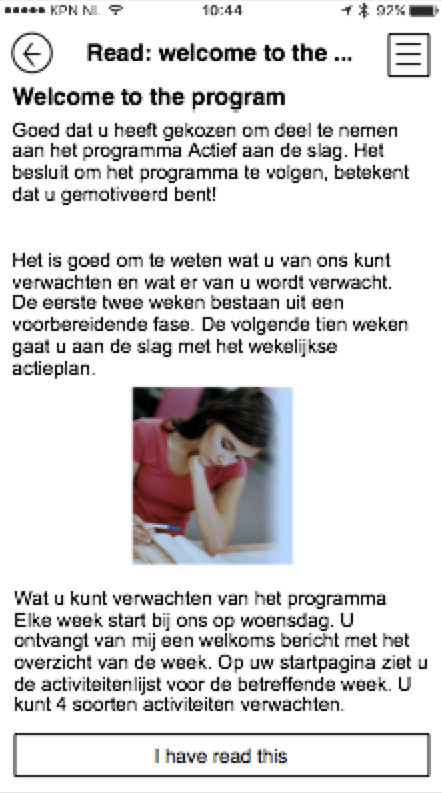 KPN NL 10:44 92%
Read: welcome to the ...
Welcome to the program
Goed dat u heeft gekozen om deel te nemen
aan het programma Actief aan de slag. Het
besluit om het programma te volgen, betekent
dat u gemotiveerd bent!
Het is goed om te weten wat u van ons kunt
verwachten en wat er van u wordt verwacht.
De eerste twee weken bestaan uit een
voorbereidende fase. De volgende tien weken
gaat u aan de slag met het wekelijkse
actieplan.
Wat u kunt verwachten van het programma
Elke week start bij ons op woensdag. U
ontvangt van mij een welkoms bericht met het
overzicht van de week. Op uw startpagina ziet u
de activiteitenlijst voor de betreffende week. U
kunt 4 soorten activiteiten verwachten.
I have read this